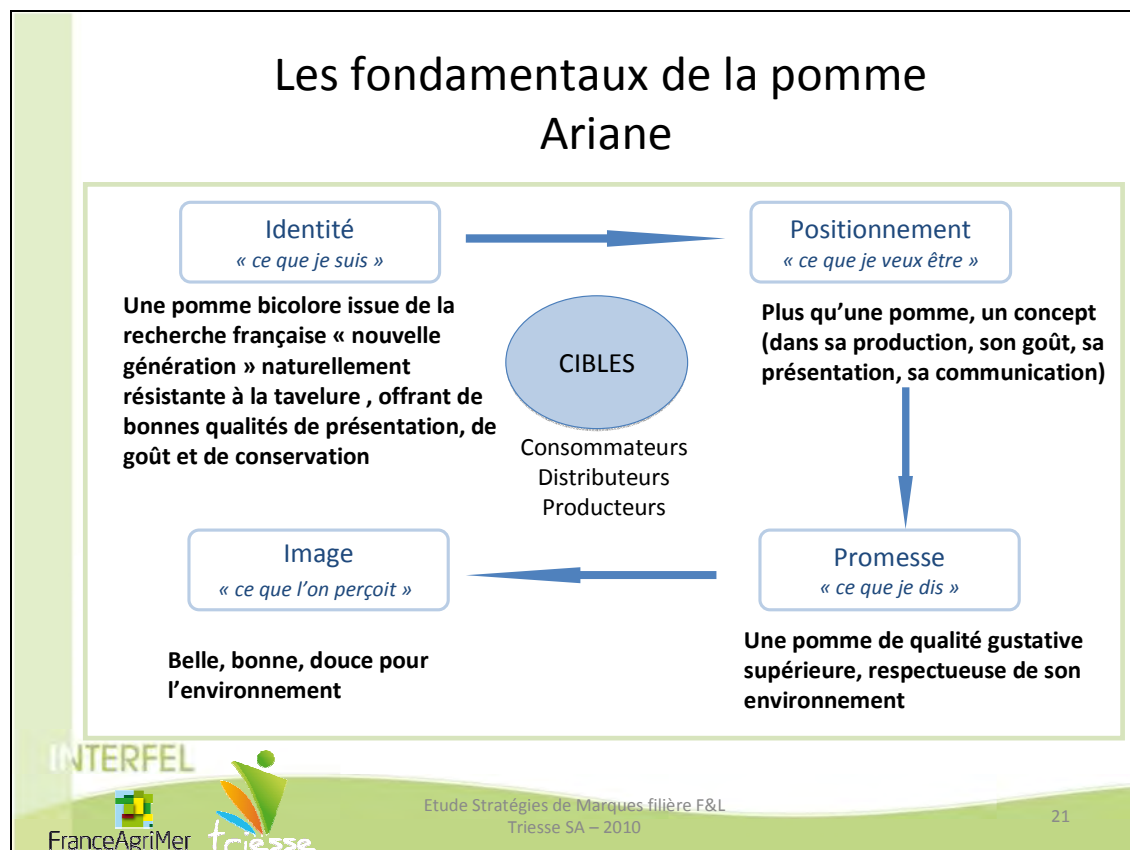 Les fondamentaux de la pomme
Ariane
Identité
« ce que je suis »
Une pomme bicolore issue de la
recherche française « nouvelle
génération » naturellement
résistante à la tavelure , offrant de
bonnes qualités de présentation, de
goût et de conservation
Positionnement
« ce que je veux être »
Plus qu’une pomme, un concept
(dans sa production, son goût, sa
présentation, sa communication)
CIBLES
Consommateurs
Distributeurs
Producteurs
Image
« ce que l’on perçoit »
Belle, bonne, douce pour
l’environnement
Promesse
« ce que je dis »
Une pomme de qualité gustative
supérieure, respectueuse de son
environnement
INTERFEL
FranceAgriMer
triesse
Etude Stratégies de Marques filière F&L
Triesse SA – 2010
21